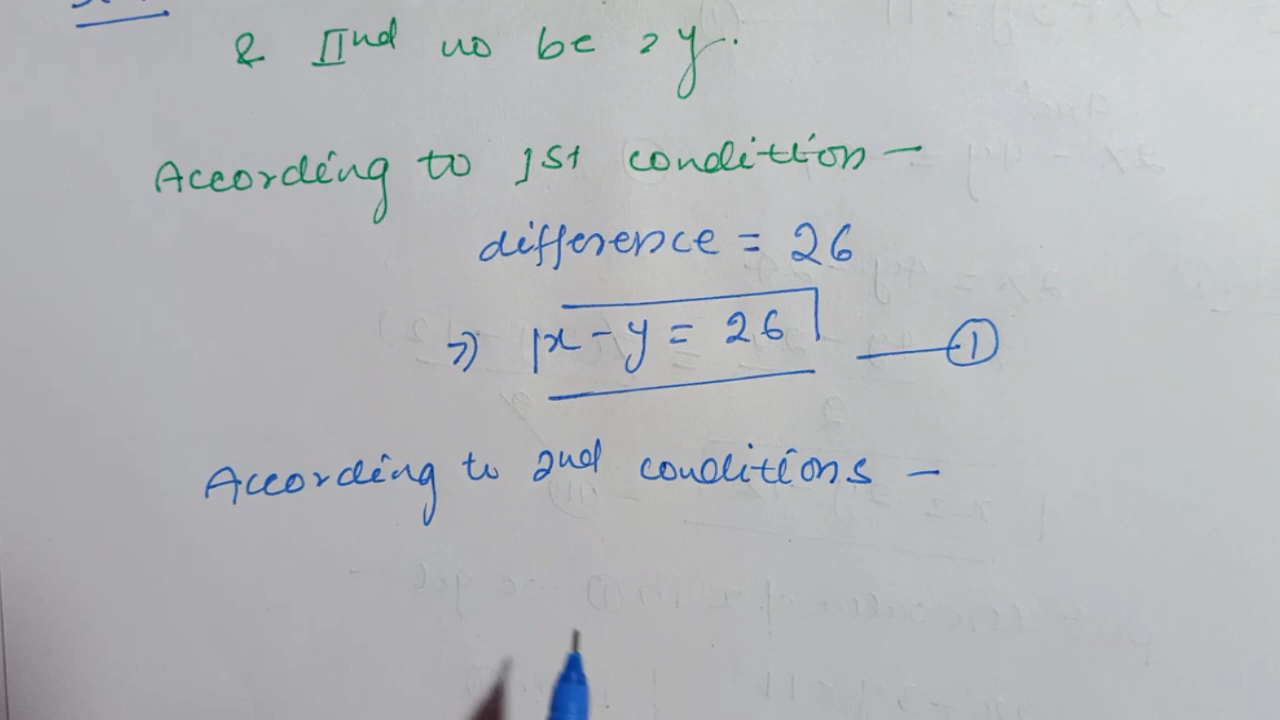 & IInd no be y.
According to 1st condition -
difference = 26
⇒ x - y = 26 — ①
According to 2nd conditions -